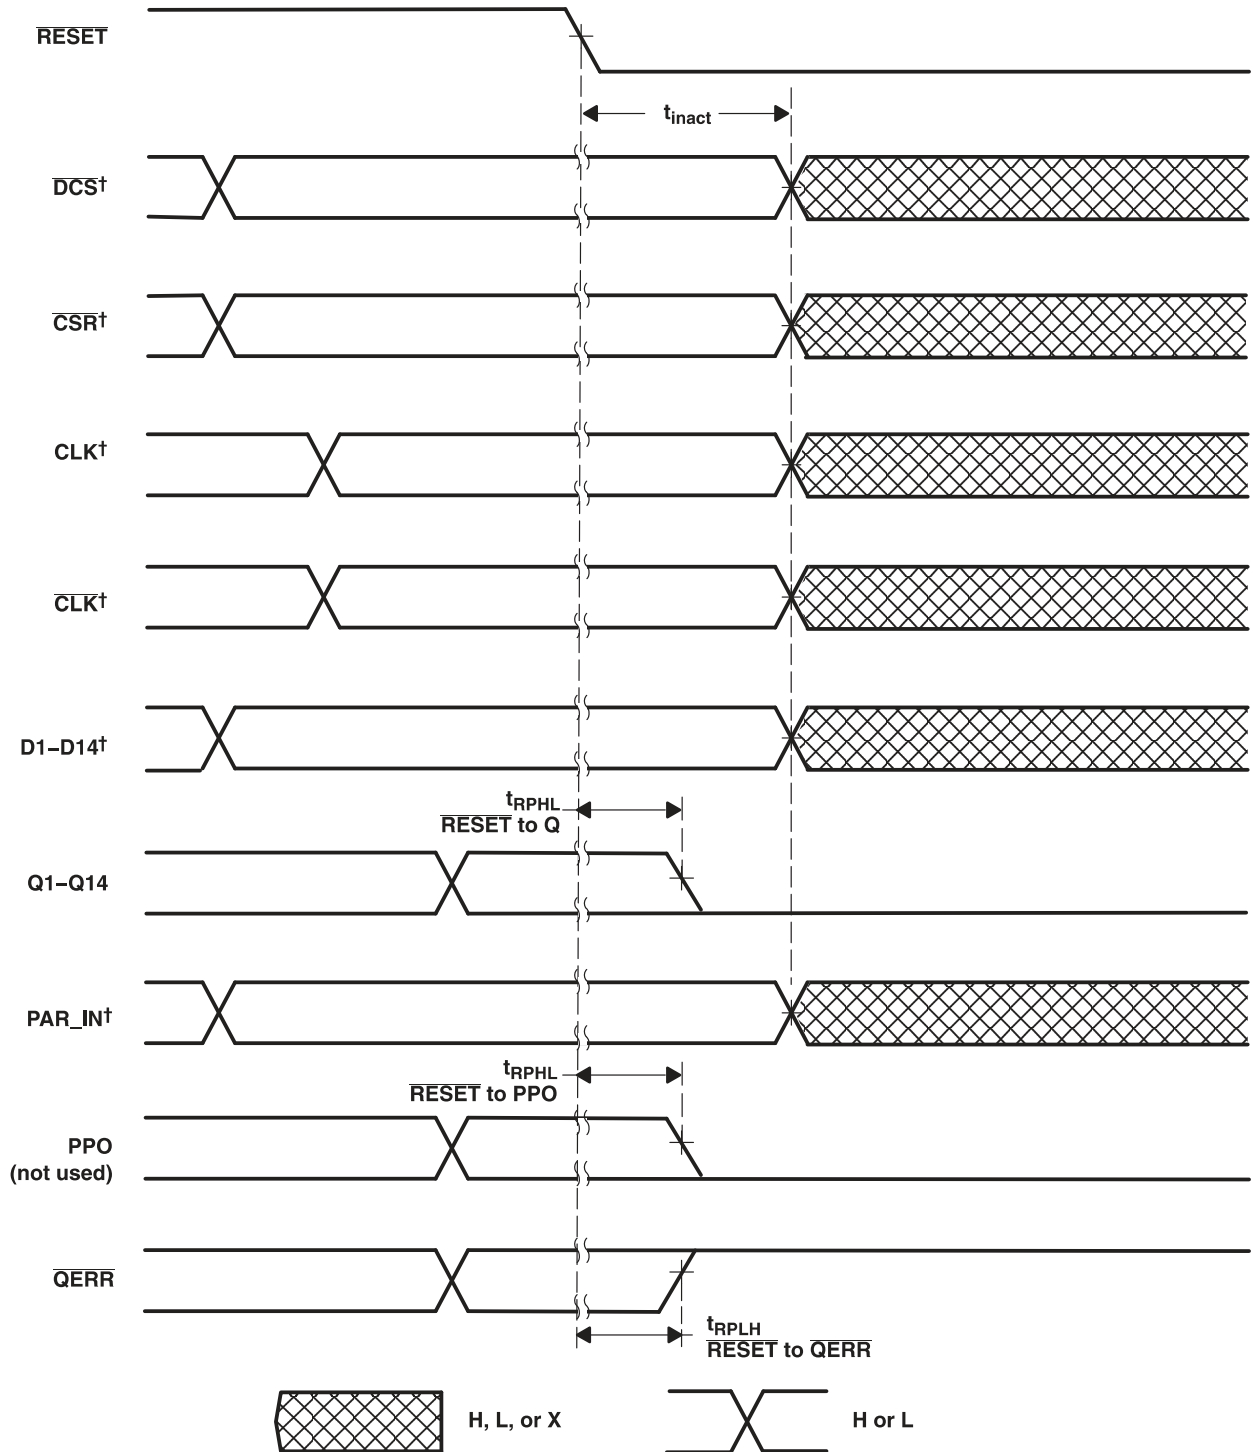 RESET
tinact
DCS†
CSR†
CLK†
CLK†
D1–D14†
tRPHL
RESET to Q
Q1–Q14
PAR_IN†
tRPHL
RESET to PPO
PPO
(not used)
QERR
tRPLH
RESET to QERR
H, L, or X
H or L